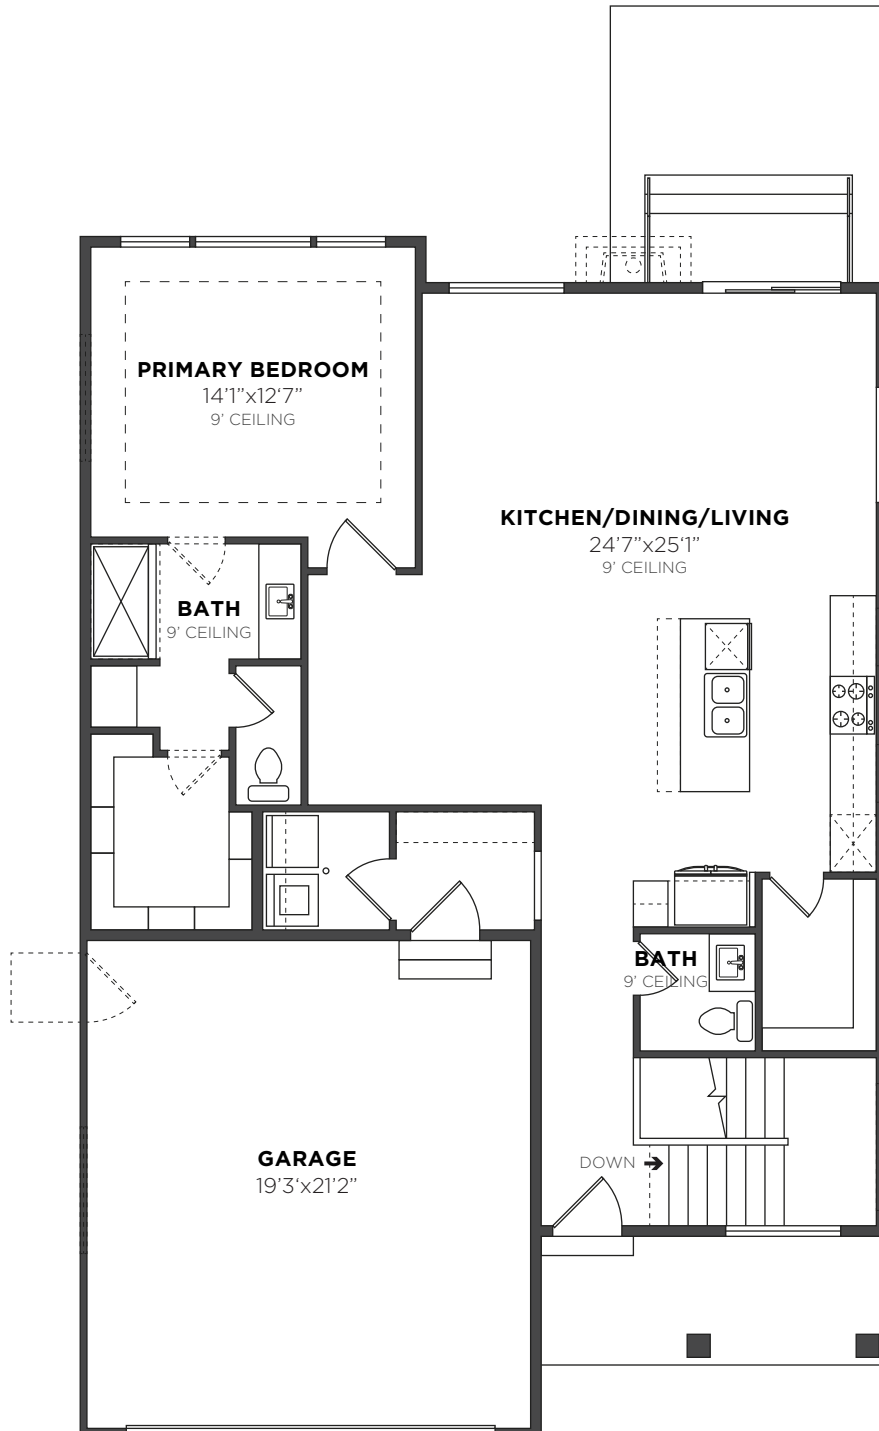 PRIMARY BEDROOM
14’1”x12‘7”
9’ CEILING
KITCHEN/DINING/LIVING
24’7”x25‘1”
9’ CEILING
BATH
9’ CEILING
BATH
9’ CEILING
GARAGE
19’3‘x21’2”
DOWN ➔